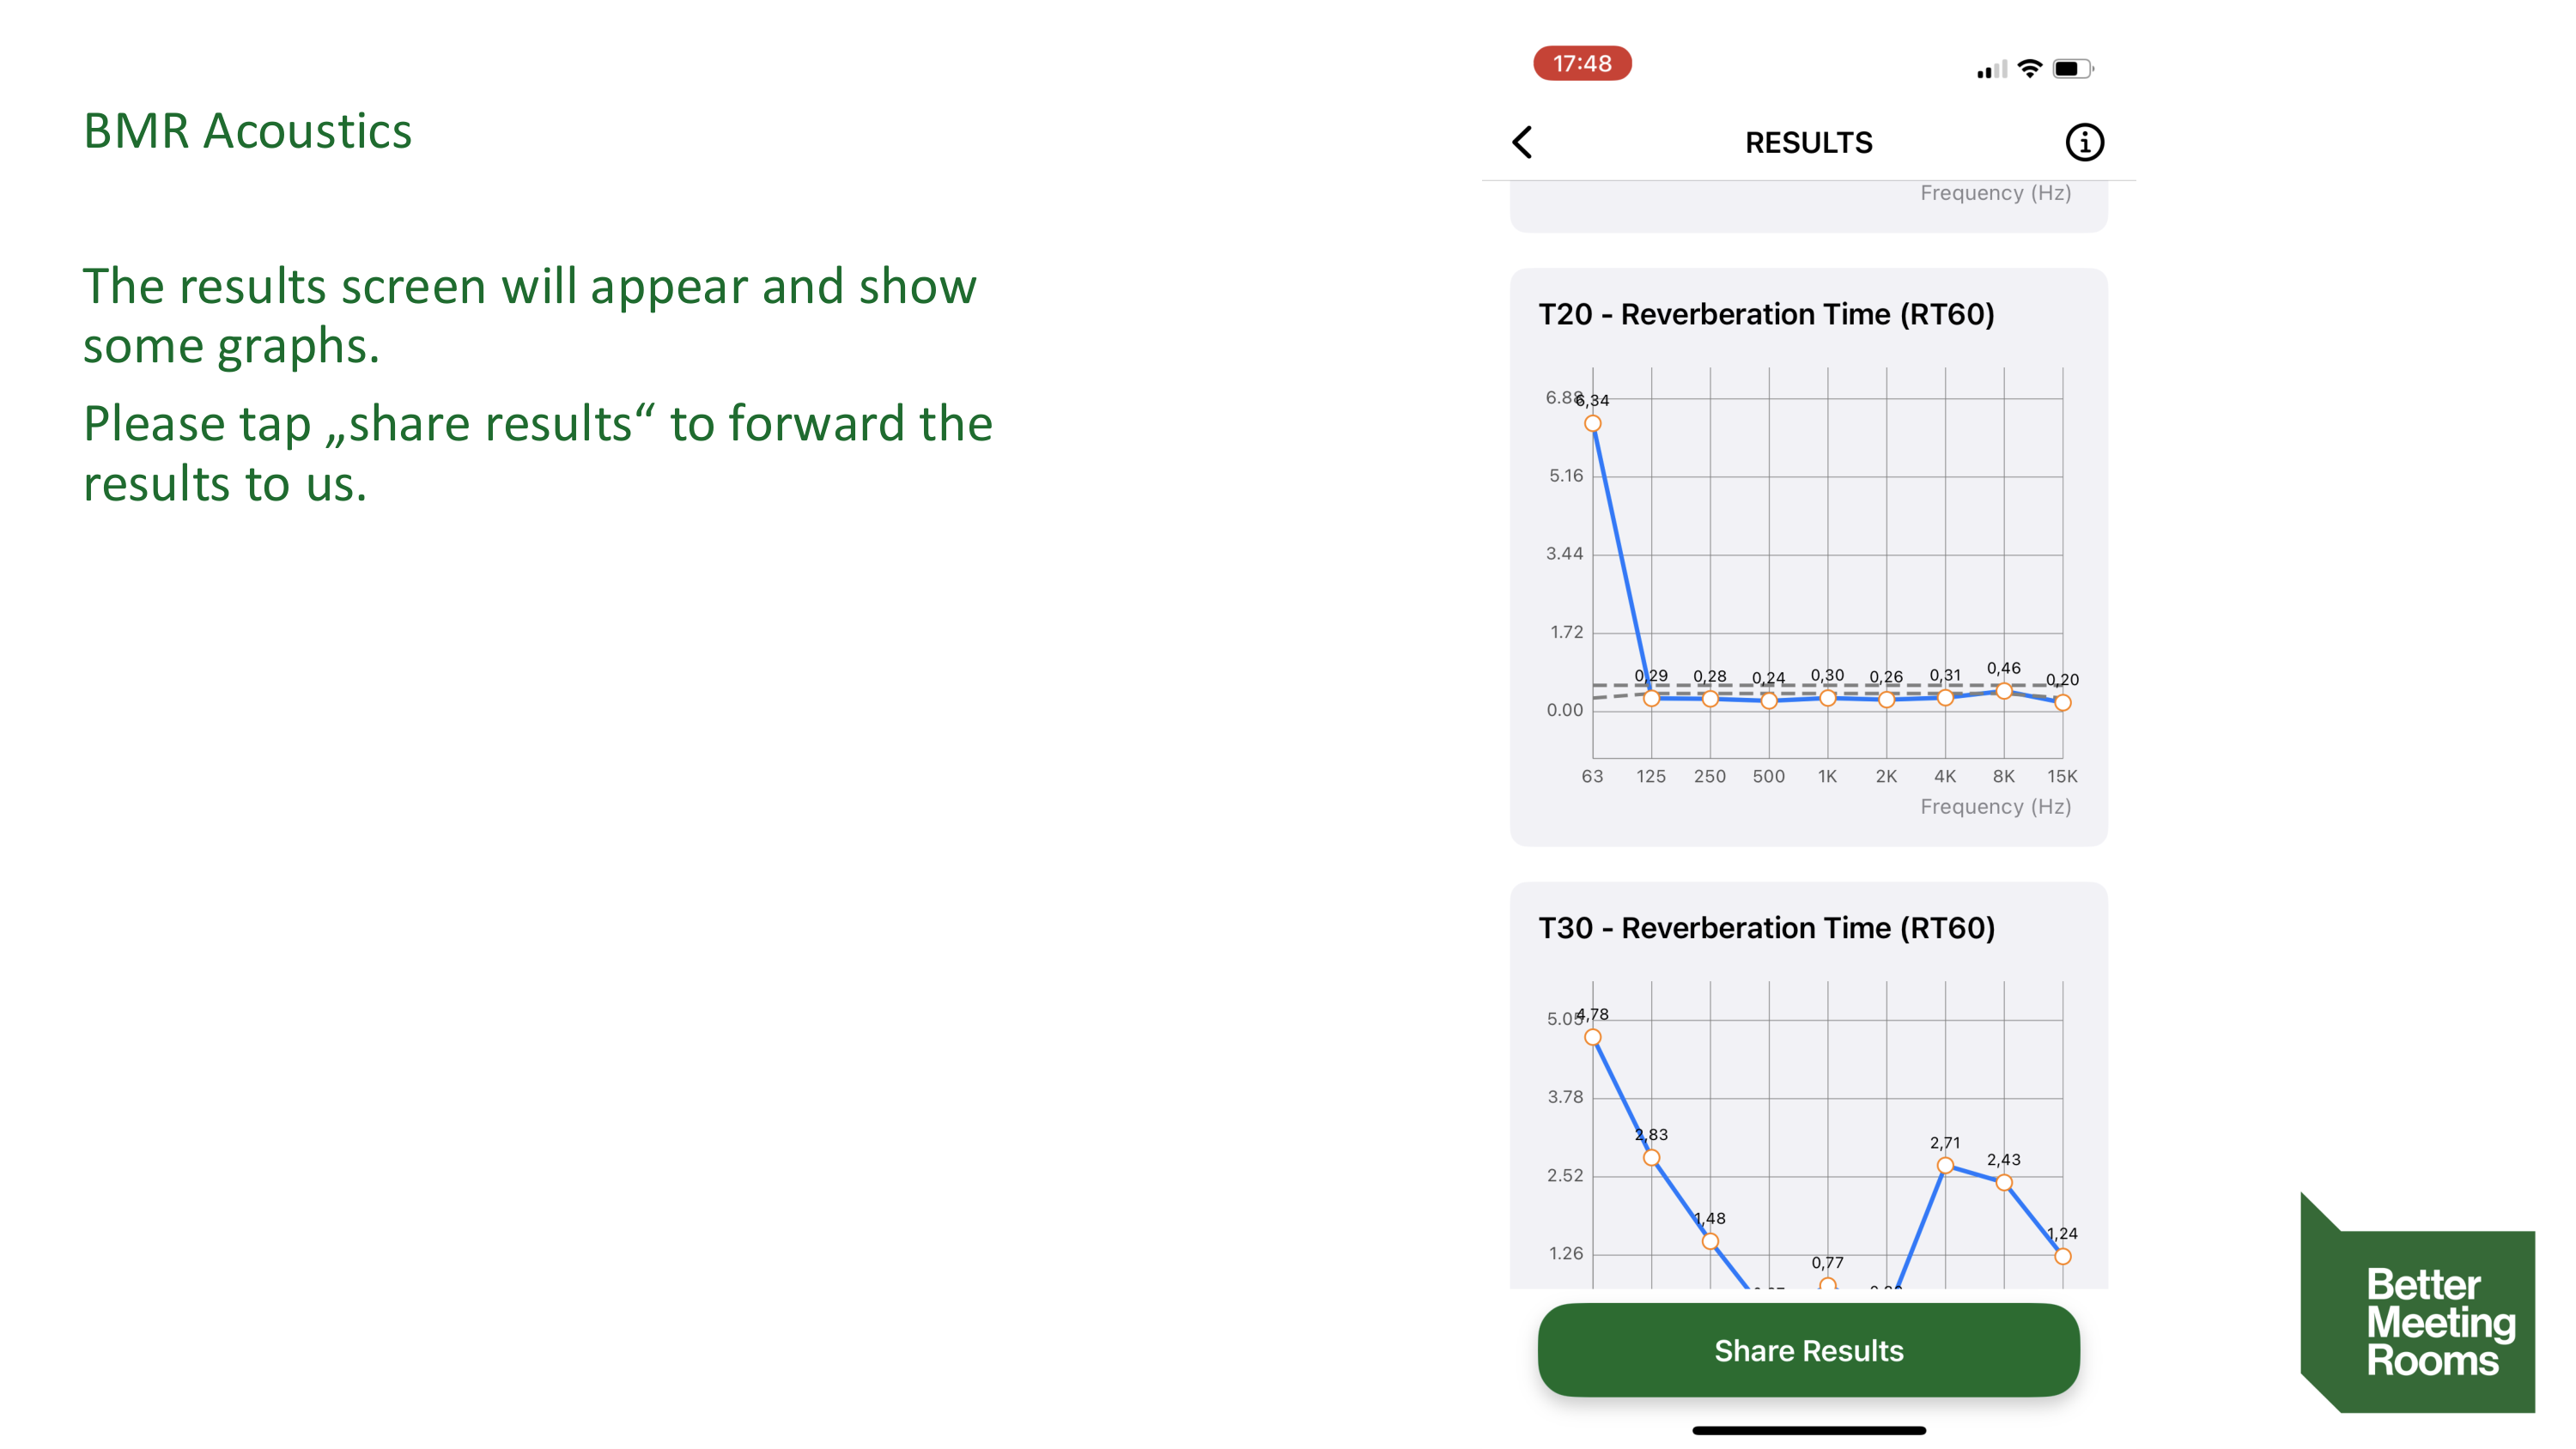 BMR Acoustics
The results screen will appear and show
some graphs.
Please tap „share results“ to forward the
results to us.
17:48
RESULTS
Frequency (Hz)
T20 - Reverberation Time (RT60)
6.88
6,34
5.16
3.44
1.72
0,29 0,28 0,24 0,30 0,26 0,31 0,46 0,20
0.00
63 125 250 500 1K 2K 4K 8K 15K
Frequency (Hz)
T30 - Reverberation Time (RT60)
5.05
4,78
3.78
2,83
2,71
2,43
2.52
1,48
1,24
1.26
0,77
Share Results
Better
Meeting
Rooms